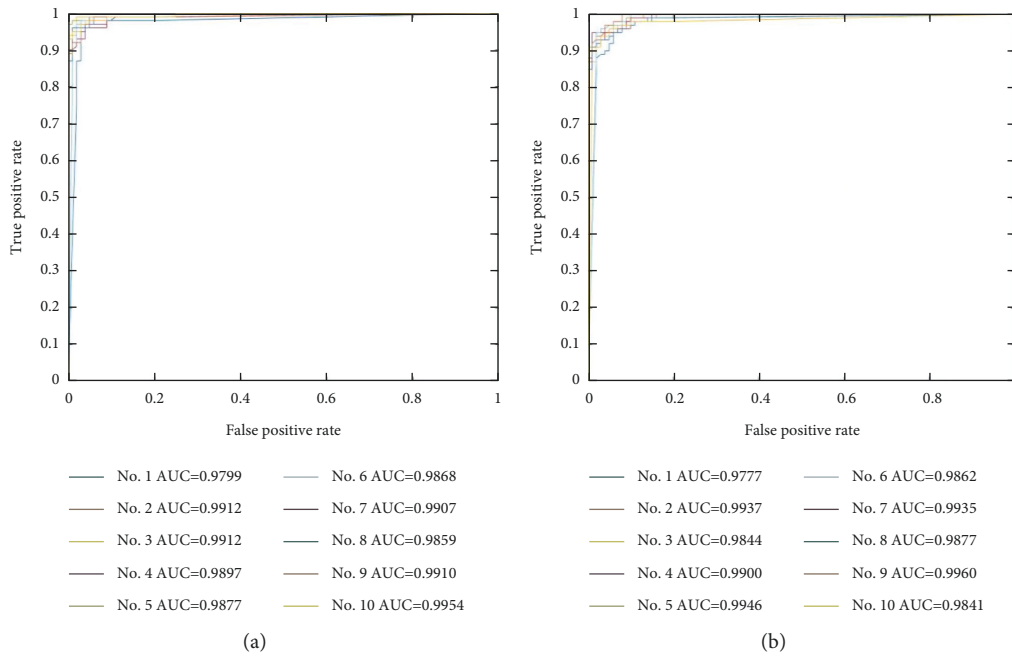 1
0.9
0.8
0.7
0.6
0.5
0.4
0.3
0.2
0.1
0
True positive rate
0 0.2 0.4 0.6 0.8 1
False positive rate
No. 1 AUC=0.9799
No. 2 AUC=0.9912
No. 3 AUC=0.9912
No. 4 AUC=0.9897
No. 5 AUC=0.9877
No. 6 AUC=0.9868
No. 7 AUC=0.9907
No. 8 AUC=0.9859
No. 9 AUC=0.9910
No. 10 AUC=0.9954
(a)
1
0.9
0.8
0.7
0.6
0.5
0.4
0.3
0.2
0.1
0
True positive rate
0 0.2 0.4 0.6 0.8
False positive rate
No. 1 AUC=0.9777
No. 2 AUC=0.9937
No. 3 AUC=0.9844
No. 4 AUC=0.9900
No. 5 AUC=0.9946
No. 6 AUC=0.9862
No. 7 AUC=0.9935
No. 8 AUC=0.9877
No. 9 AUC=0.9960
No. 10 AUC=0.9841
(b)